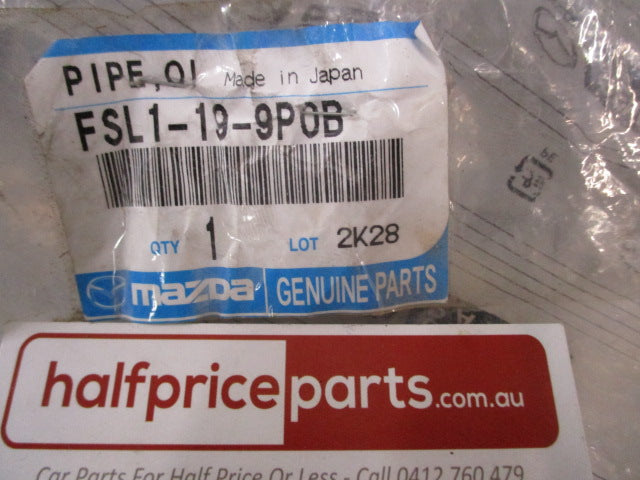 PIPE,OI Made in Japan
FSL1-19-9P0B
QTY 1 LOT 2K28
mazda GENUINE PARTS
halfpriceparts.com.au
Car Parts For Half Price Or Less - Call 0412 760 479